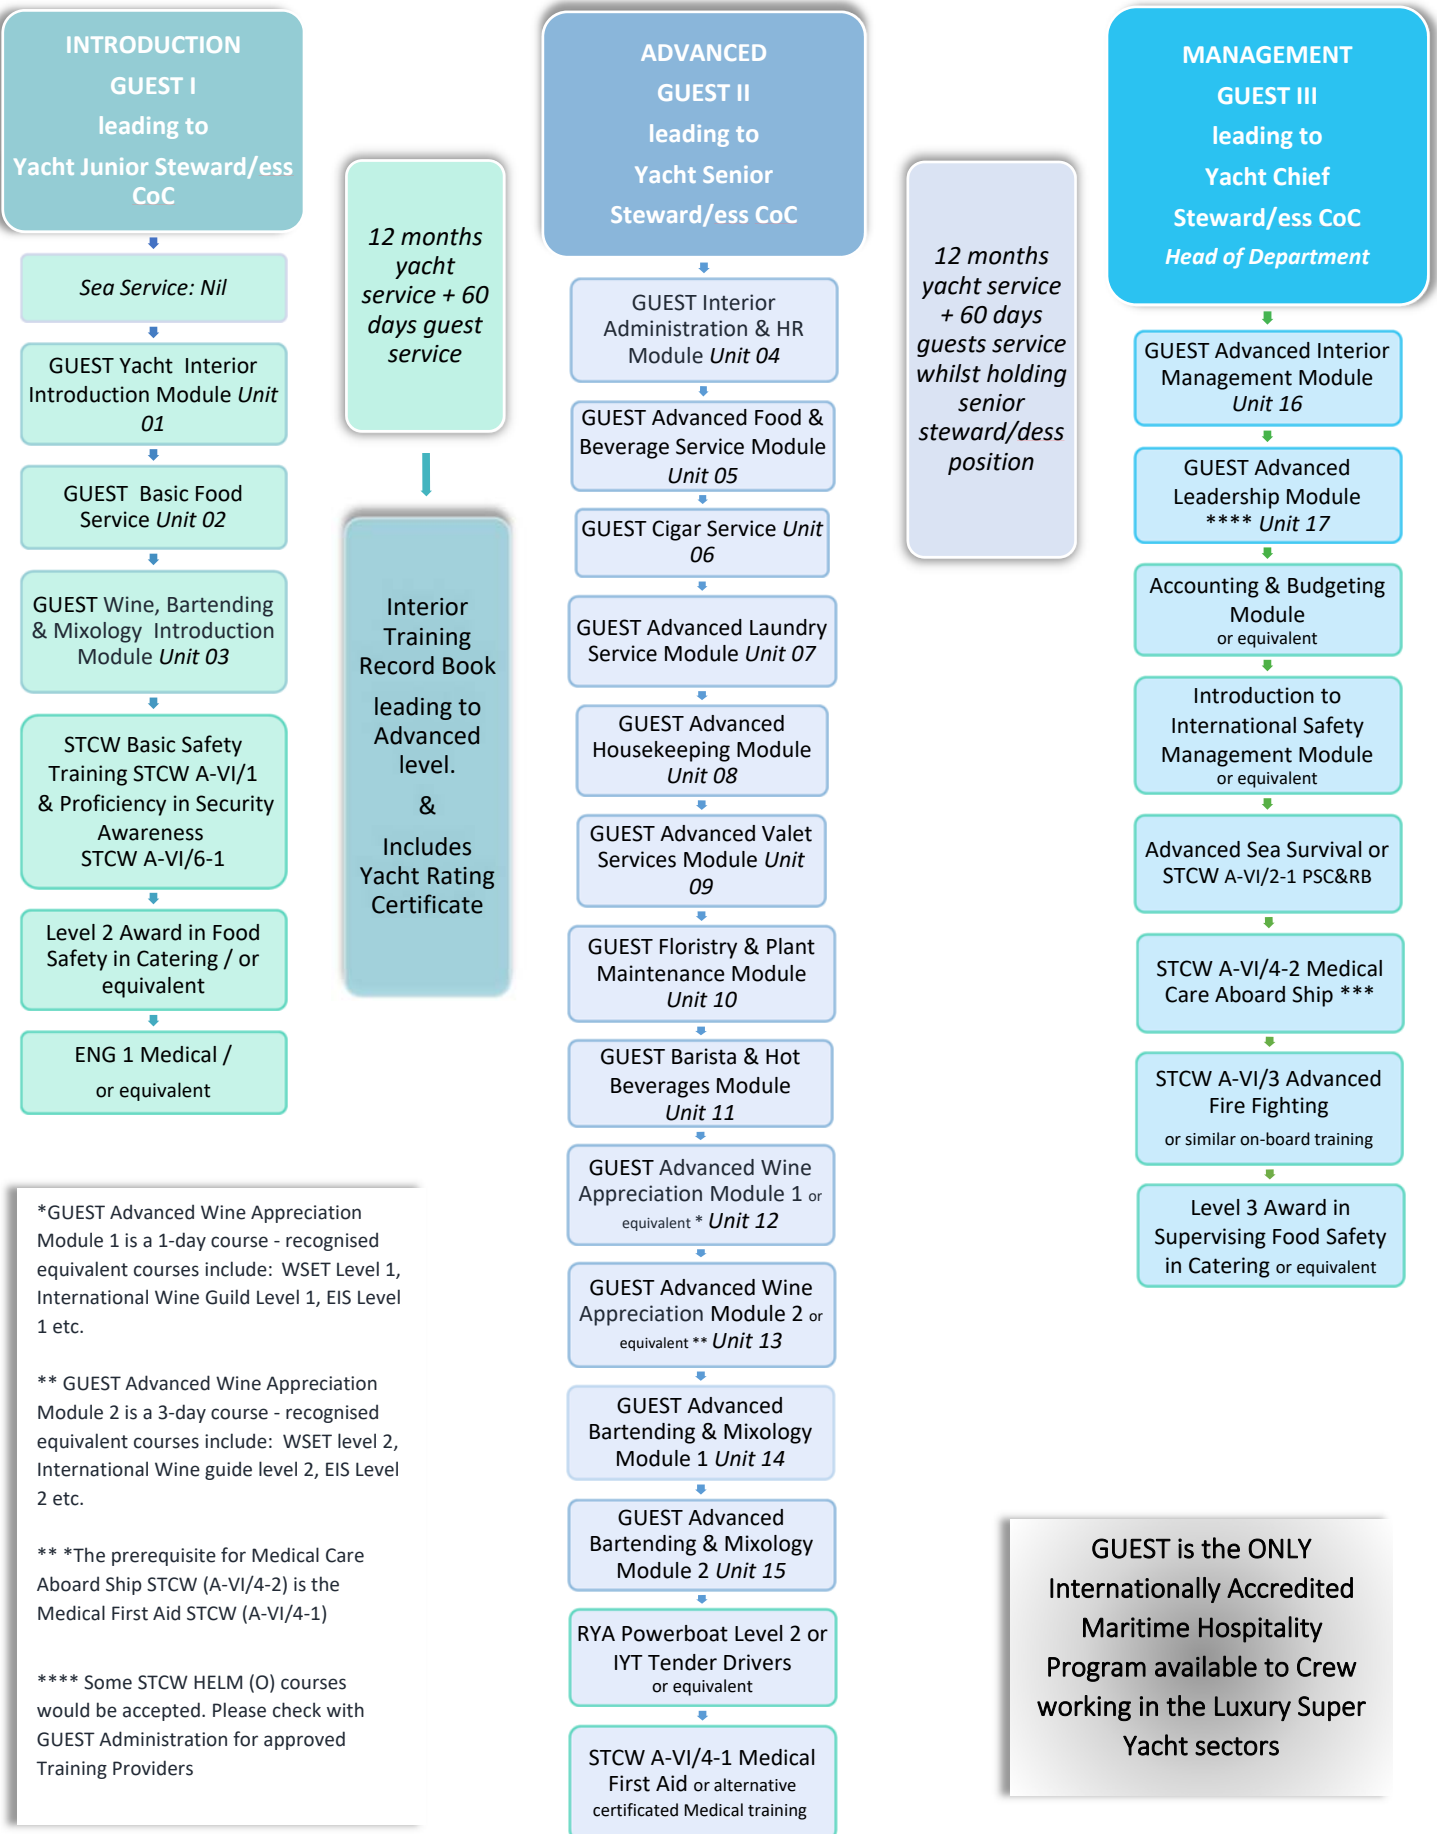 INTRODUCTION
GUEST I
leading to
Yacht Junior Steward/ess
CoC
Sea Service: Nil
GUEST Yacht  Interior
Introduction Module Unit
01
GUEST  Basic Food
Service Unit 02
GUEST Wine, Bartending
& Mixology  Introduction
Module Unit 03
STCW Basic Safety
Training STCW A-VI/1
& Proficiency in Security
Awareness
STCW A-VI/6-1
Level 2 Award in Food
Safety in Catering / or
equivalent
ENG 1 Medical /
or equivalent
12 months
yacht
service + 60
days guest
service
Interior
Training
Record Book
leading to
Advanced
level.
&
Includes
Yacht Rating
Certificate
ADVANCED
GUEST II
leading to
Yacht Senior
Steward/ess CoC
GUEST Interior
Administration & HR
Module Unit 04
GUEST Advanced Food &
Beverage Service Module
Unit 05
GUEST Cigar Service Unit
06
GUEST Advanced Laundry
Service Module Unit 07
GUEST Advanced
Housekeeping Module
Unit 08
GUEST Advanced Valet
Services Module Unit
09
GUEST Floristry & Plant
Maintenance Module
Unit 10
GUEST Barista & Hot
Beverages Module
Unit 11
GUEST Advanced Wine
Appreciation Module 1 or
equivalent * Unit 12
GUEST Advanced Wine
Appreciation Module 2 or
equivalent ** Unit 13
GUEST Advanced
Bartending & Mixology
Module 1 Unit 14
GUEST Advanced
Bartending & Mixology
Module 2 Unit 15
RYA Powerboat Level 2 or
IYT Tender Drivers
or equivalent
STCW A-VI/4-1 Medical
First Aid or alternative
certificated Medical training
12 months
yacht service
+ 60 days
guests service
whilst holding
senior
steward/dess
position
MANAGEMENT
GUEST III
leading to
Yacht Chief
Steward/ess CoC
Head of Department
GUEST Advanced Interior
Management Module
Unit 16
GUEST Advanced
Leadership Module
**** Unit 17
Accounting & Budgeting
Module
or equivalent
Introduction to
International Safety
Management Module
or equivalent
Advanced Sea Survival or
STCW A-VI/2-1 PSC&RB
STCW A-VI/4-2 Medical
Care Aboard Ship ***
STCW A-VI/3 Advanced
Fire Fighting
or similar on-board training
Level 3 Award in
Supervising Food Safety
in Catering or equivalent
*GUEST Advanced Wine Appreciation
Module 1 is a 1-day course - recognised
equivalent courses include:  WSET Level 1,
International Wine Guild Level 1, EIS Level
1 etc.
** GUEST Advanced Wine Appreciation
Module 2 is a 3-day course - recognised
equivalent courses include:  WSET level 2,
International Wine guide level 2, EIS Level
2 etc.
** *The prerequisite for Medical Care
Aboard Ship STCW (A-VI/4-2) is the
Medical First Aid STCW (A-VI/4-1)
**** Some STCW HELM (O) courses
would be accepted. Please check with
GUEST Administration for approved
Training Providers
GUEST is the ONLY
Internationally Accredited
Maritime Hospitality
Program available to Crew
working in the Luxury Super
Yacht sectors